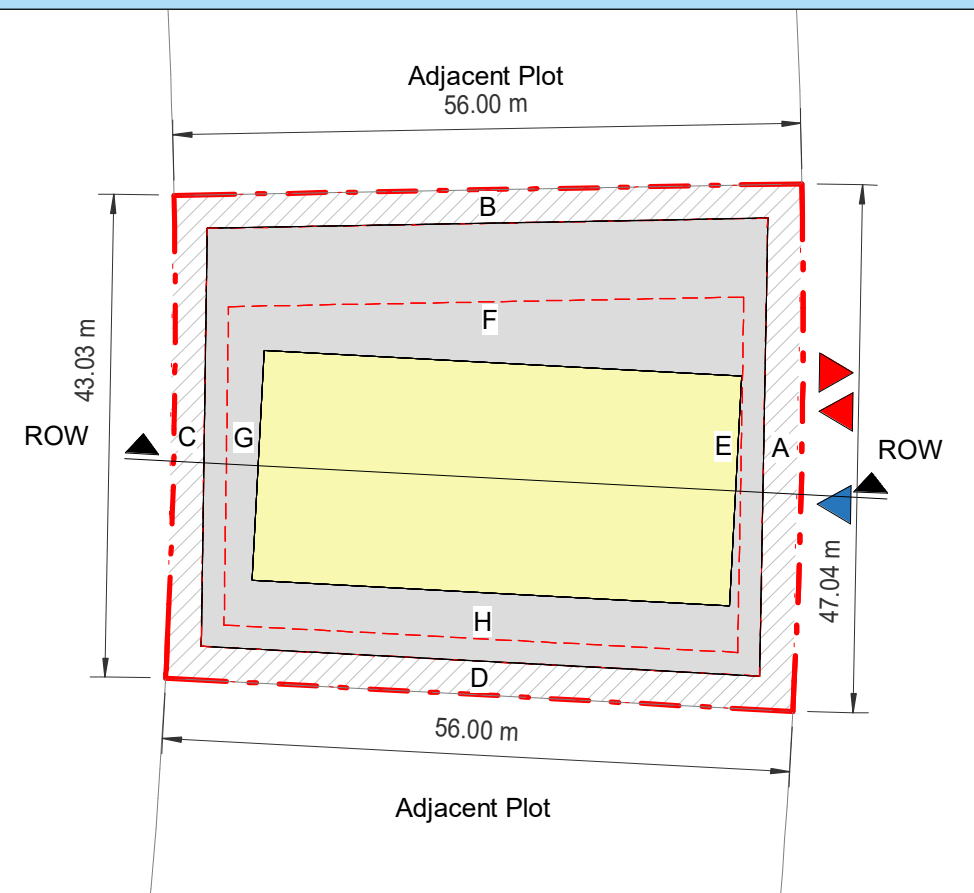 Adjacent Plot
56.00 m
B
43.03 m
F
ROW
C
G
E
A
ROW
47.04 m
H
D
56.00 m
Adjacent Plot